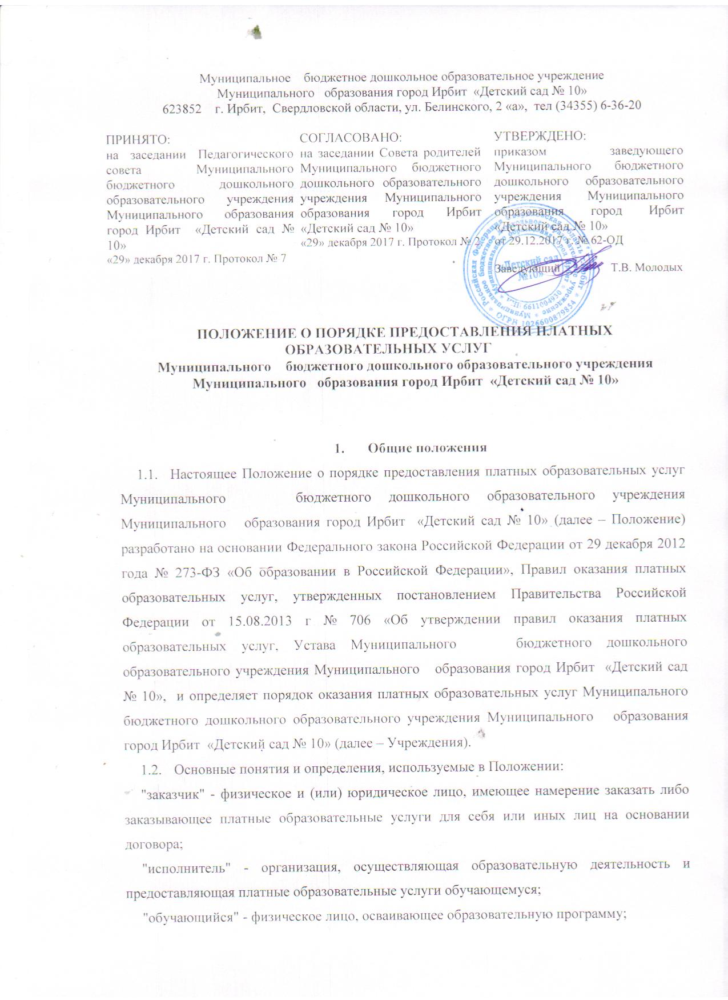 Муниципальное бюджетное дошкольное образовательное учреждение
Муниципального образования город Ирбит «Детский сад № 10»
623852 г. Ирбит, Свердловской области, ул. Белинского, 2 «а», тел (34355) 6-36-20
ПРИНЯТО:
на заседании Педагогического
совета Муниципального
бюджетного дошкольного
образовательного учреждения
Муниципального образования
город Ирбит «Детский сад №
10»
«29» декабря 2017 г. Протокол № 7
СОГЛАСОВАНО:
на заседании Совета родителей
Муниципального бюджетного
дошкольного образовательного
учреждения Муниципального
образования город Ирбит
«Детский сад № 10»
«29» декабря 2017 г. Протокол № 2
УТВЕРЖДЕНО:
приказом заведующего
Муниципального бюджетного
дошкольного образовательного
учреждения Муниципального
образования город Ирбит
«Детский сад № 10»
от 29.12.2017 г. № 62-ОД
Заведующий Т.В. Молодых
«Детский сад
№10»
6611004930
ОГРН 1026600879854
ПОЛОЖЕНИЕ О ПОРЯДКЕ ПРЕДОСТАВЛЕНИЯ ПЛАТНЫХ
ОБРАЗОВАТЕЛЬНЫХ УСЛУГ
Муниципального бюджетного дошкольного образовательного учреждения
Муниципального образования город Ирбит «Детский сад № 10»
1. Общие положения
1.1. Настоящее Положение о порядке предоставления платных образовательных услуг
Муниципального бюджетного дошкольного образовательного учреждения
Муниципального образования город Ирбит «Детский сад № 10» (далее – Положение)
разработано на основании Федерального закона Российской Федерации от 29 декабря 2012
года № 273-ФЗ «Об образовании в Российской Федерации», Правил оказания платных
образовательных услуг, утвержденных постановлением Правительства Российской
Федерации от 15.08.2013 г № 706 «Об утверждении правил оказания платных
образовательных услуг, Устава Муниципального бюджетного дошкольного
образовательного учреждения Муниципального образования город Ирбит «Детский сад
№ 10», и определяет порядок оказания платных образовательных услуг Муниципального
бюджетного дошкольного образовательного учреждения Муниципального образования
город Ирбит «Детский сад № 10» (далее – Учреждения).
1.2. Основные понятия и определения, используемые в Положении:
"заказчик" - физическое и (или) юридическое лицо, имеющее намерение заказать либо
заказывающее платные образовательные услуги для себя или иных лиц на основании
договора;
"исполнитель" - организация, осуществляющая образовательную деятельность и
предоставляющая платные образовательные услуги обучающемуся;
"обучающийся" - физическое лицо, осваивающее образовательную программу;